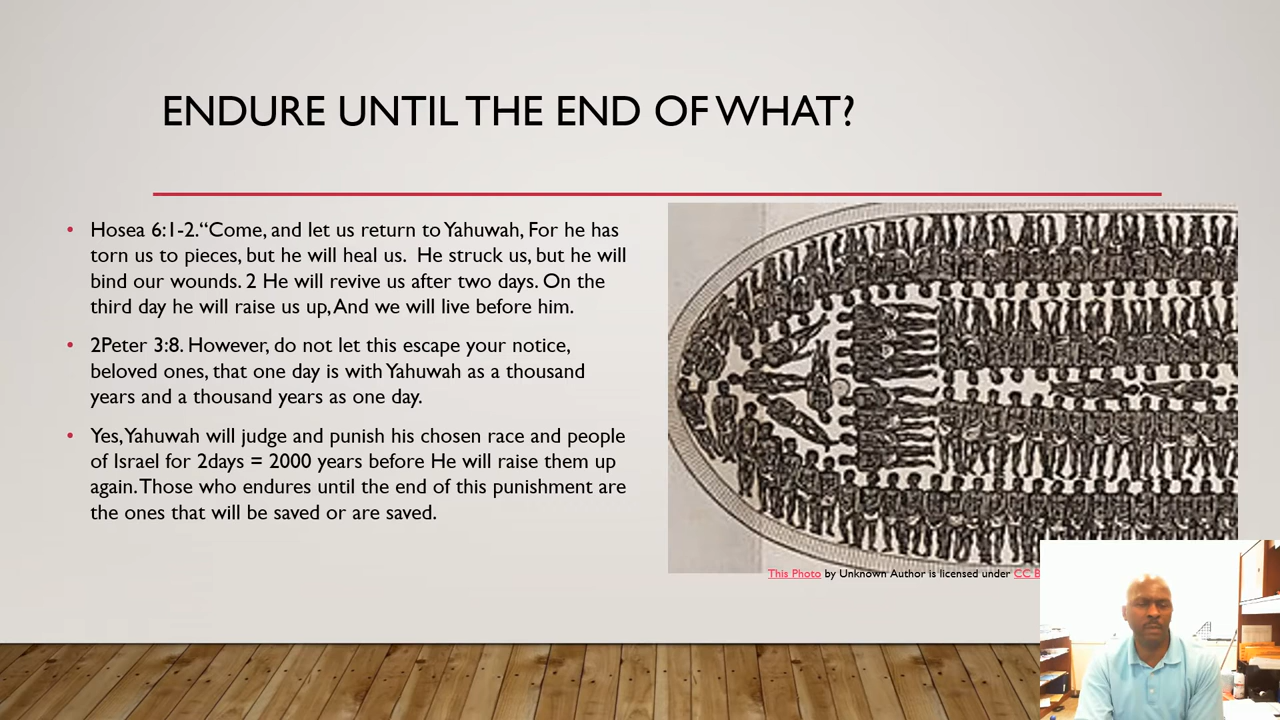 ENDURE UNTIL THE END OF WHAT?
• Hosea 6:1-2.“Come, and let us return to Yahuwah, For he has
torn us to pieces, but he will heal us. He struck us, but he will
bind our wounds. 2 He will revive us after two days. On the
third day he will raise us up, And we will live before him.
• 2Peter 3:8. However, do not let this escape your notice,
beloved ones, that one day is with Yahuwah as a thousand
years and a thousand years as one day.
• Yes, Yahuwah will judge and punish his chosen race and people
of Israel for 2days = 2000 years before He will raise them up
again. Those who endures until the end of this punishment are
the ones that will be saved or are saved.
This Photo by Unknown Author is licensed under CC B